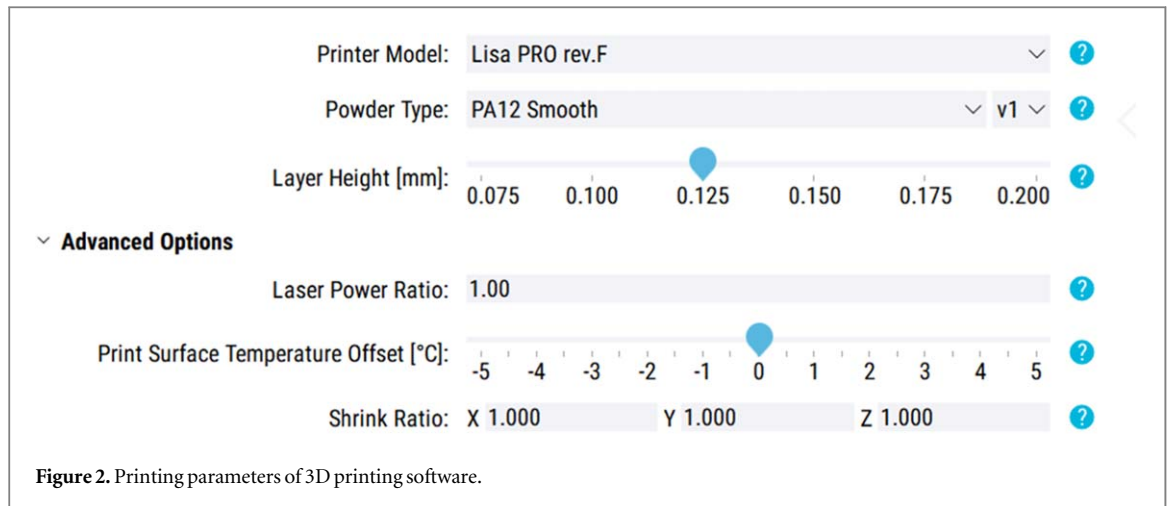 Printer Model: Lisa PRO rev.F ?
Powder Type: PA12 Smooth v1 ?
Layer Height [mm]: ?
0.075 0.100 0.125 0.150 0.175 0.200
Advanced Options
Laser Power Ratio: 1.00 ?
Print Surface Temperature Offset [°C]: ?
-5 -4 -3 -2 -1 0 1 2 3 4 5
Shrink Ratio: X 1.000 Y 1.000 Z 1.000 ?
Figure 2. Printing parameters of 3D printing software.